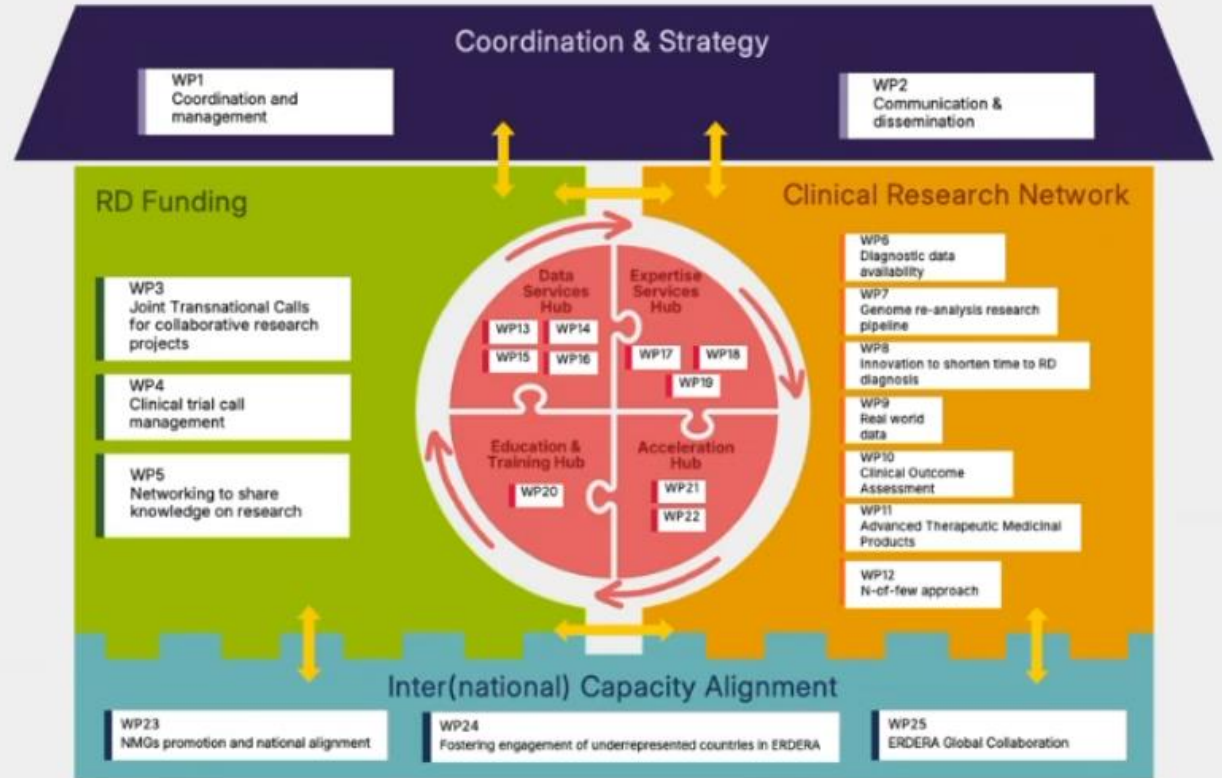 Coordination & Strategy
WP1
Coordination and
management
WP2
Communication &
dissemination
RD Funding
WP3
Joint Transnational Calls
for collaborative research
projects
WP4
Clinical trial call
management
WP5
Networking to share
knowledge on research
Data
Services
Hub
WP13
WP14
WP15
WP16
Expertise
Services
Hub
WP17
WP18
WP19
Education &
Training Hub
WP20
Acceleration
Hub
WP21
WP22
Clinical Research Network
WP6
Diagnostic data
availability
WP7
Genome re-analysis research
pipeline
WP8
Innovation to shorten time to RD
diagnosis
WP9
Real world
data
WP10
Clinical Outcome
Assessment
WP11
Advanced Therapeutic Medicinal
Products
WP12
N-of-few approach
Inter(national) Capacity Alignment
WP23
NMGs promotion and national alignment
WP24
Fostering engagement of underrepresented countries in ERDERA
WP25
ERDERA Global Collaboration